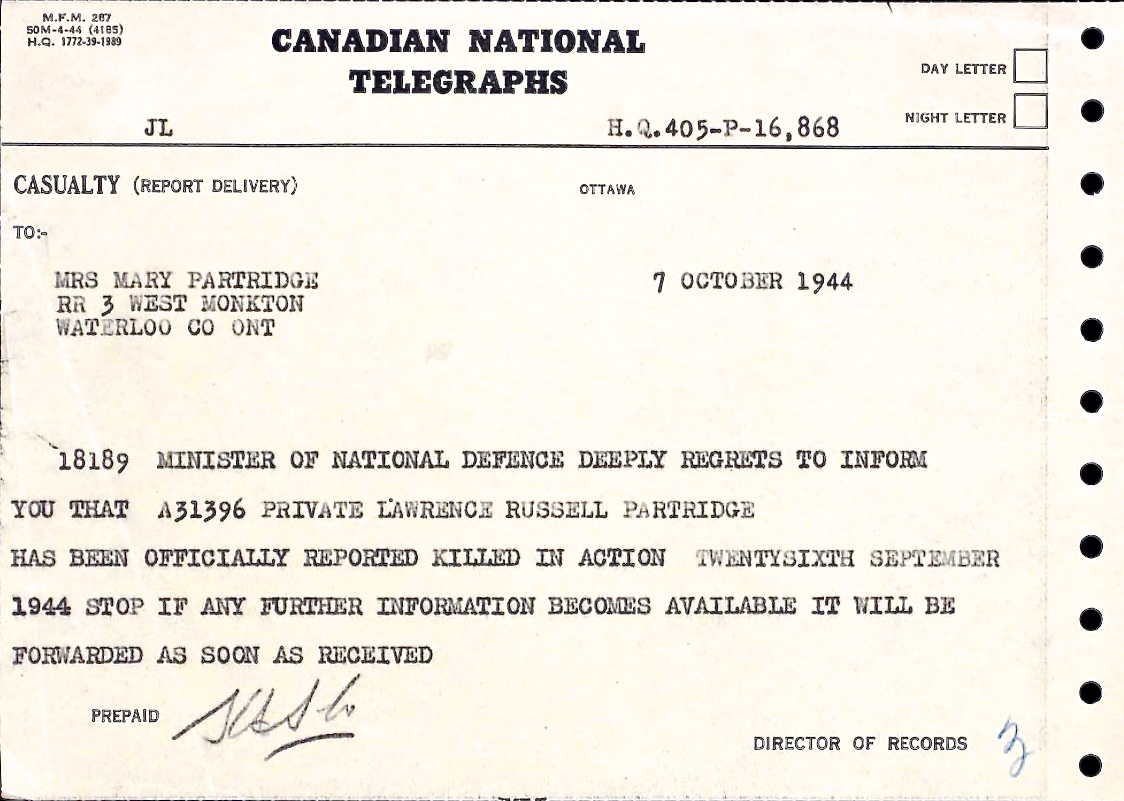 M.F.M. 267
50M-4-44 (4185)
H.Q. 1772-39-1989
CANADIAN NATIONAL
TELEGRAPHS
DAY LETTER
NIGHT LETTER
JL
H.Q.405-P-16,868
CASUALTY (REPORT DELIVERY)
OTTAWA
TO:-
MRS MARY PARTRIDGE
7 OCTOBER 1944
RR 3 WEST MONKTON
WATERLOO CO ONT
18189 MINISTER OF NATIONAL DEFENCE DEEPLY REGRETS TO INFORM
YOU THAT A31396 PRIVATE LAWRENCE RUSSELL PARTRIDGE
HAS BEEN OFFICIALLY REPORTED KILLED IN ACTION TWENTYSIXTH SEPTEMBER
1944 STOP IF ANY FURTHER INFORMATION BECOMES AVAILABLE IT WILL BE
FORWARDED AS SOON AS RECEIVED
PREPAID
DIRECTOR OF RECORDS